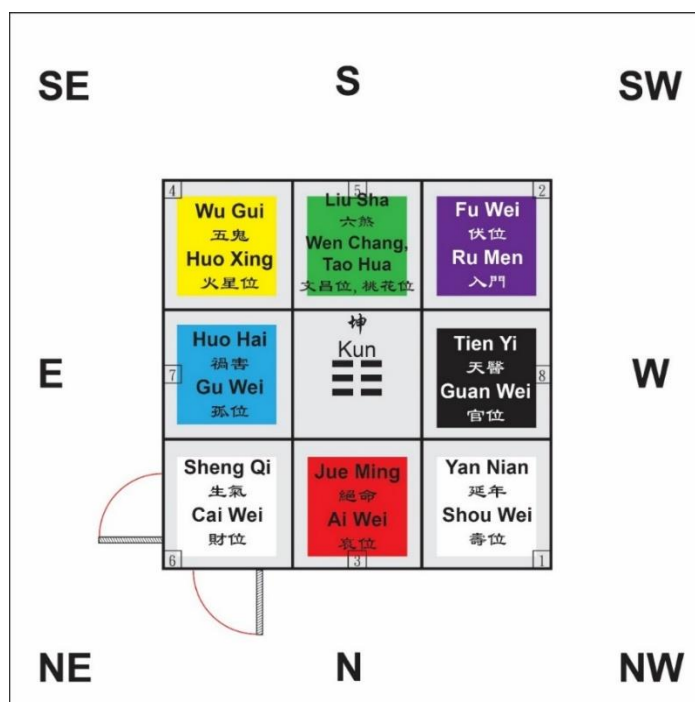 SE
S
SW
4
Wu Gui
五鬼
Huo Xing
火星位
5
Liu Sha
六煞
Wen Chang,
Tao Hua
文昌位, 桃花位
2
Fu Wei
伏位
Ru Men
入門
E
7
Huo Hai
禍害
Gu Wei
孤位
坤
Kun
Tien Yi
天醫
Guan Wei
官位
8
W
Sheng Qi
生氣
Cai Wei
財位
6
Jue Ming
絕命
Ai Wei
哀位
3
Yan Nian
延年
Shou Wei
壽位
1
NE
N
NW